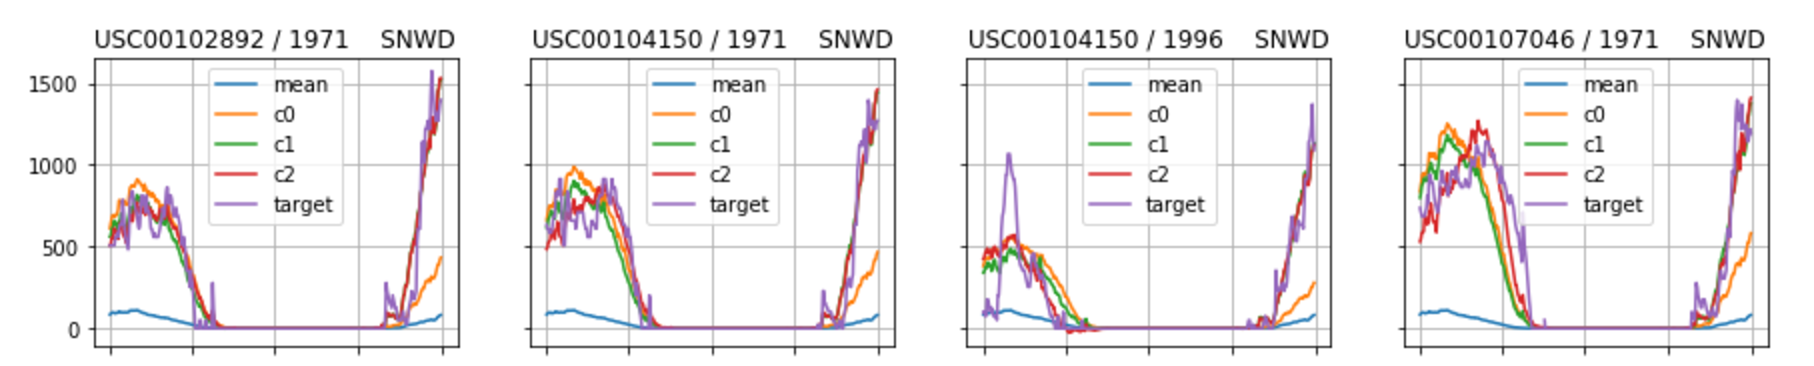 USC00102892 / 1971 SNWD
1500
1000
500
0
mean
c0
c1
c2
target
USC00104150 / 1971 SNWD
mean
c0
c1
c2
target
USC00104150 / 1996 SNWD
mean
c0
c1
c2
target
USC00107046 / 1971 SNWD
mean
c0
c1
c2
target